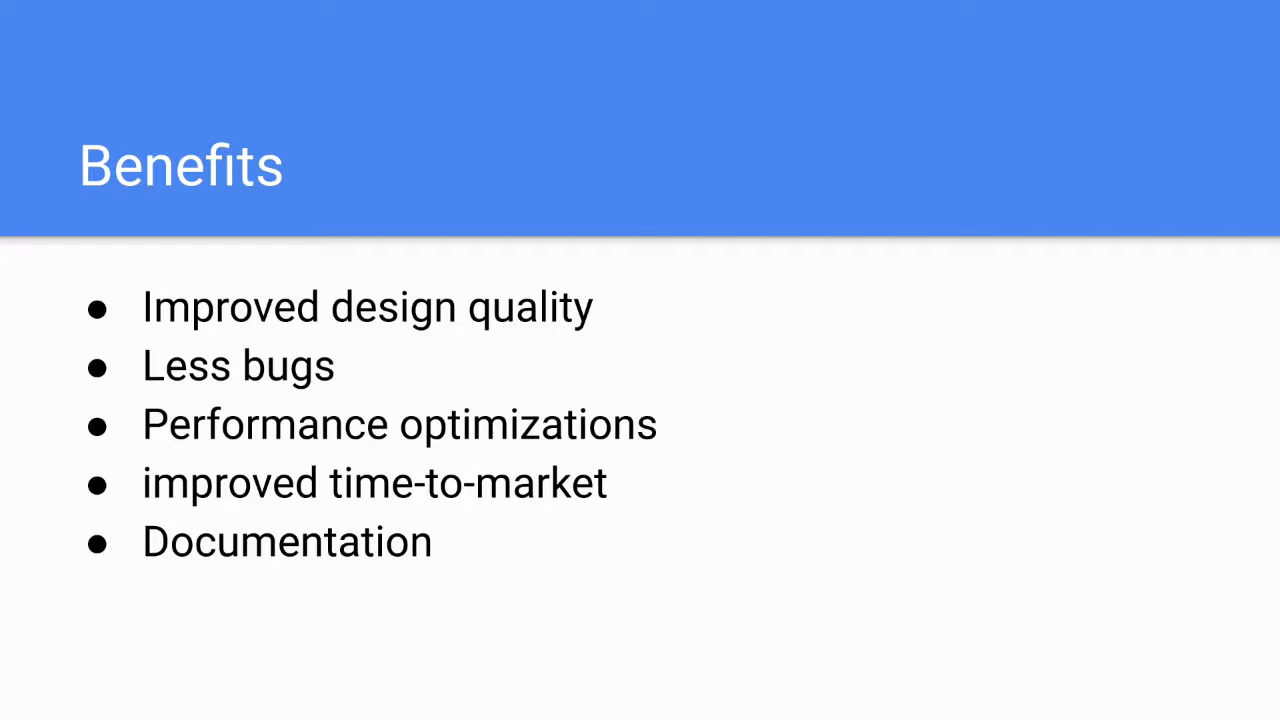 Benefits
● Improved design quality
● Less bugs
● Performance optimizations
● improved time-to-market
● Documentation